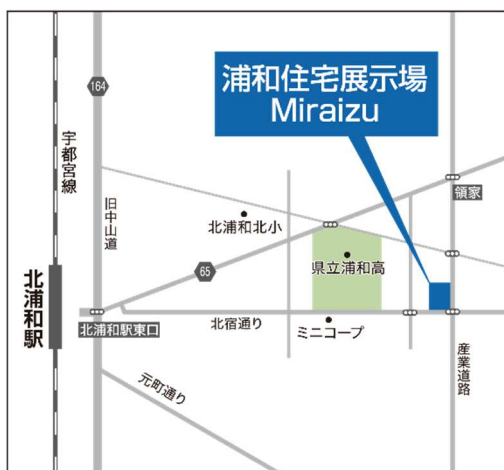 浦和住宅展示場
Miraizu
164
宇都宮線
旧中山道
北浦和北小
領家
65
県立浦和高
北浦和駅
北浦和駅東口
北宿通り
ミニコープ
産業道路
元町通り